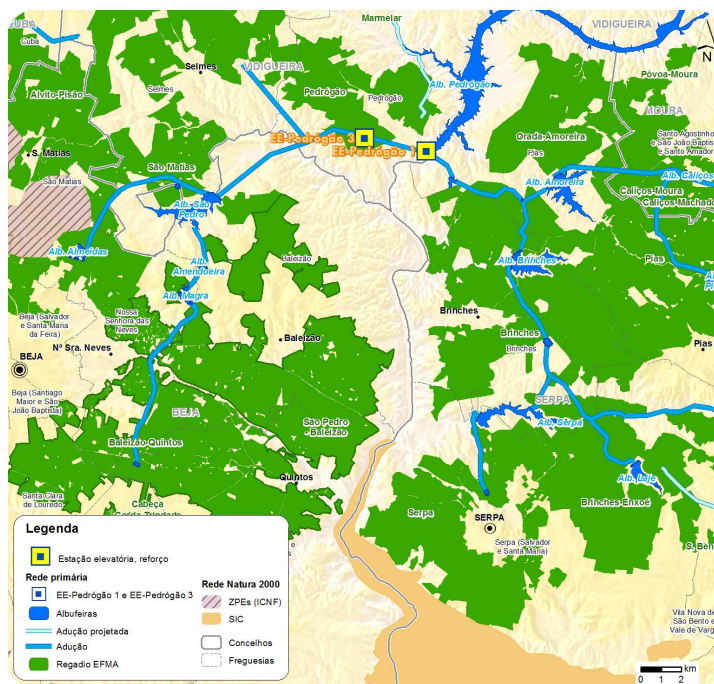 CUBA
Cuba
Marmelar
VIDIGUEIRA
N
Selmes
VIDIGUEIRA
Selmes
Alvito-Pisão
Pedrógão
Pedrógão
Alb. Pedrógão
Póvoa-Moura
MOURA
EE-Pedrógão 3
EE-Pedrógão 1
Orada-Amoreira
Pias
Santo Agostinho
e São João Baptis
e Santo Amador
S. Matias
São Matias
São Matias
Alb. São
Pedro
Alb. Amoreira
Alb. Caliços
Caliços-Moura
Caliços-Machado
Alb. Almeidas
Alb.
Amendoeira
Baleizão
Alb. Brinches
Pias
Alb. Magra
Nossa
Senhora das
Neves
Beja (Salvador
e Santa Maria
da Feira)
Nª Sra. Neves
BEJA
Baleizão
Brinches
Brinches
Brinches
Pias
Beja (Santiago
Maior e São
João Baptista)
BEJA
SERPA
São Pedro
-Baleizão
Alb. Serpa
Baleizão-Quintos
Quintos
Alb. Laje
Santa Clara
de Louredo
Cabeça
Gorda-Trindade
Serpa
SERPA
Brinches-Enxoé
Serpa (Salvador
e Santa Maria)
S. Ben
Vila Nova de
São Bento e
Vale de Varg
Legenda
Estação elevatória, reforço
Rede primária
EE-Pedrógão 1 e EE-Pedrógão 3
Albufeiras
Adução projetada
Adução
Regadio EFMA
Rede Natura 2000
ZPEs (ICNF)
SIC
Concelhos
Freguesias
km
0 1 2